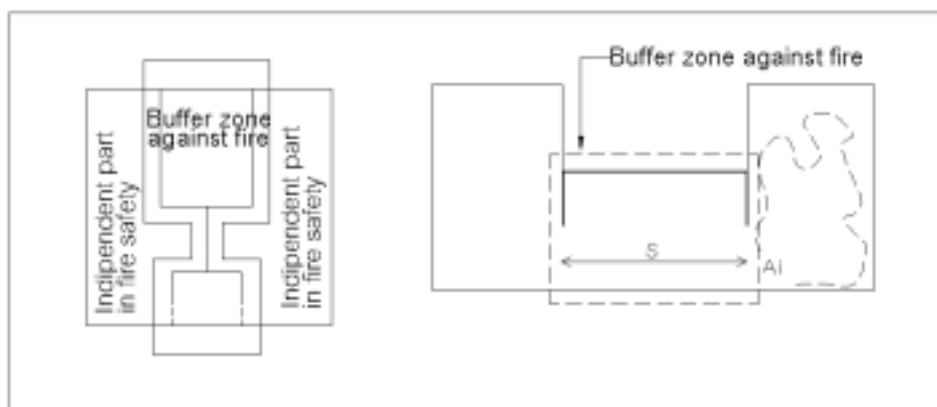 Buffer zone
against fire
Indipendent part
in fire safety
Indipendent part
in fire safety
Buffer zone against fire
S
Ai